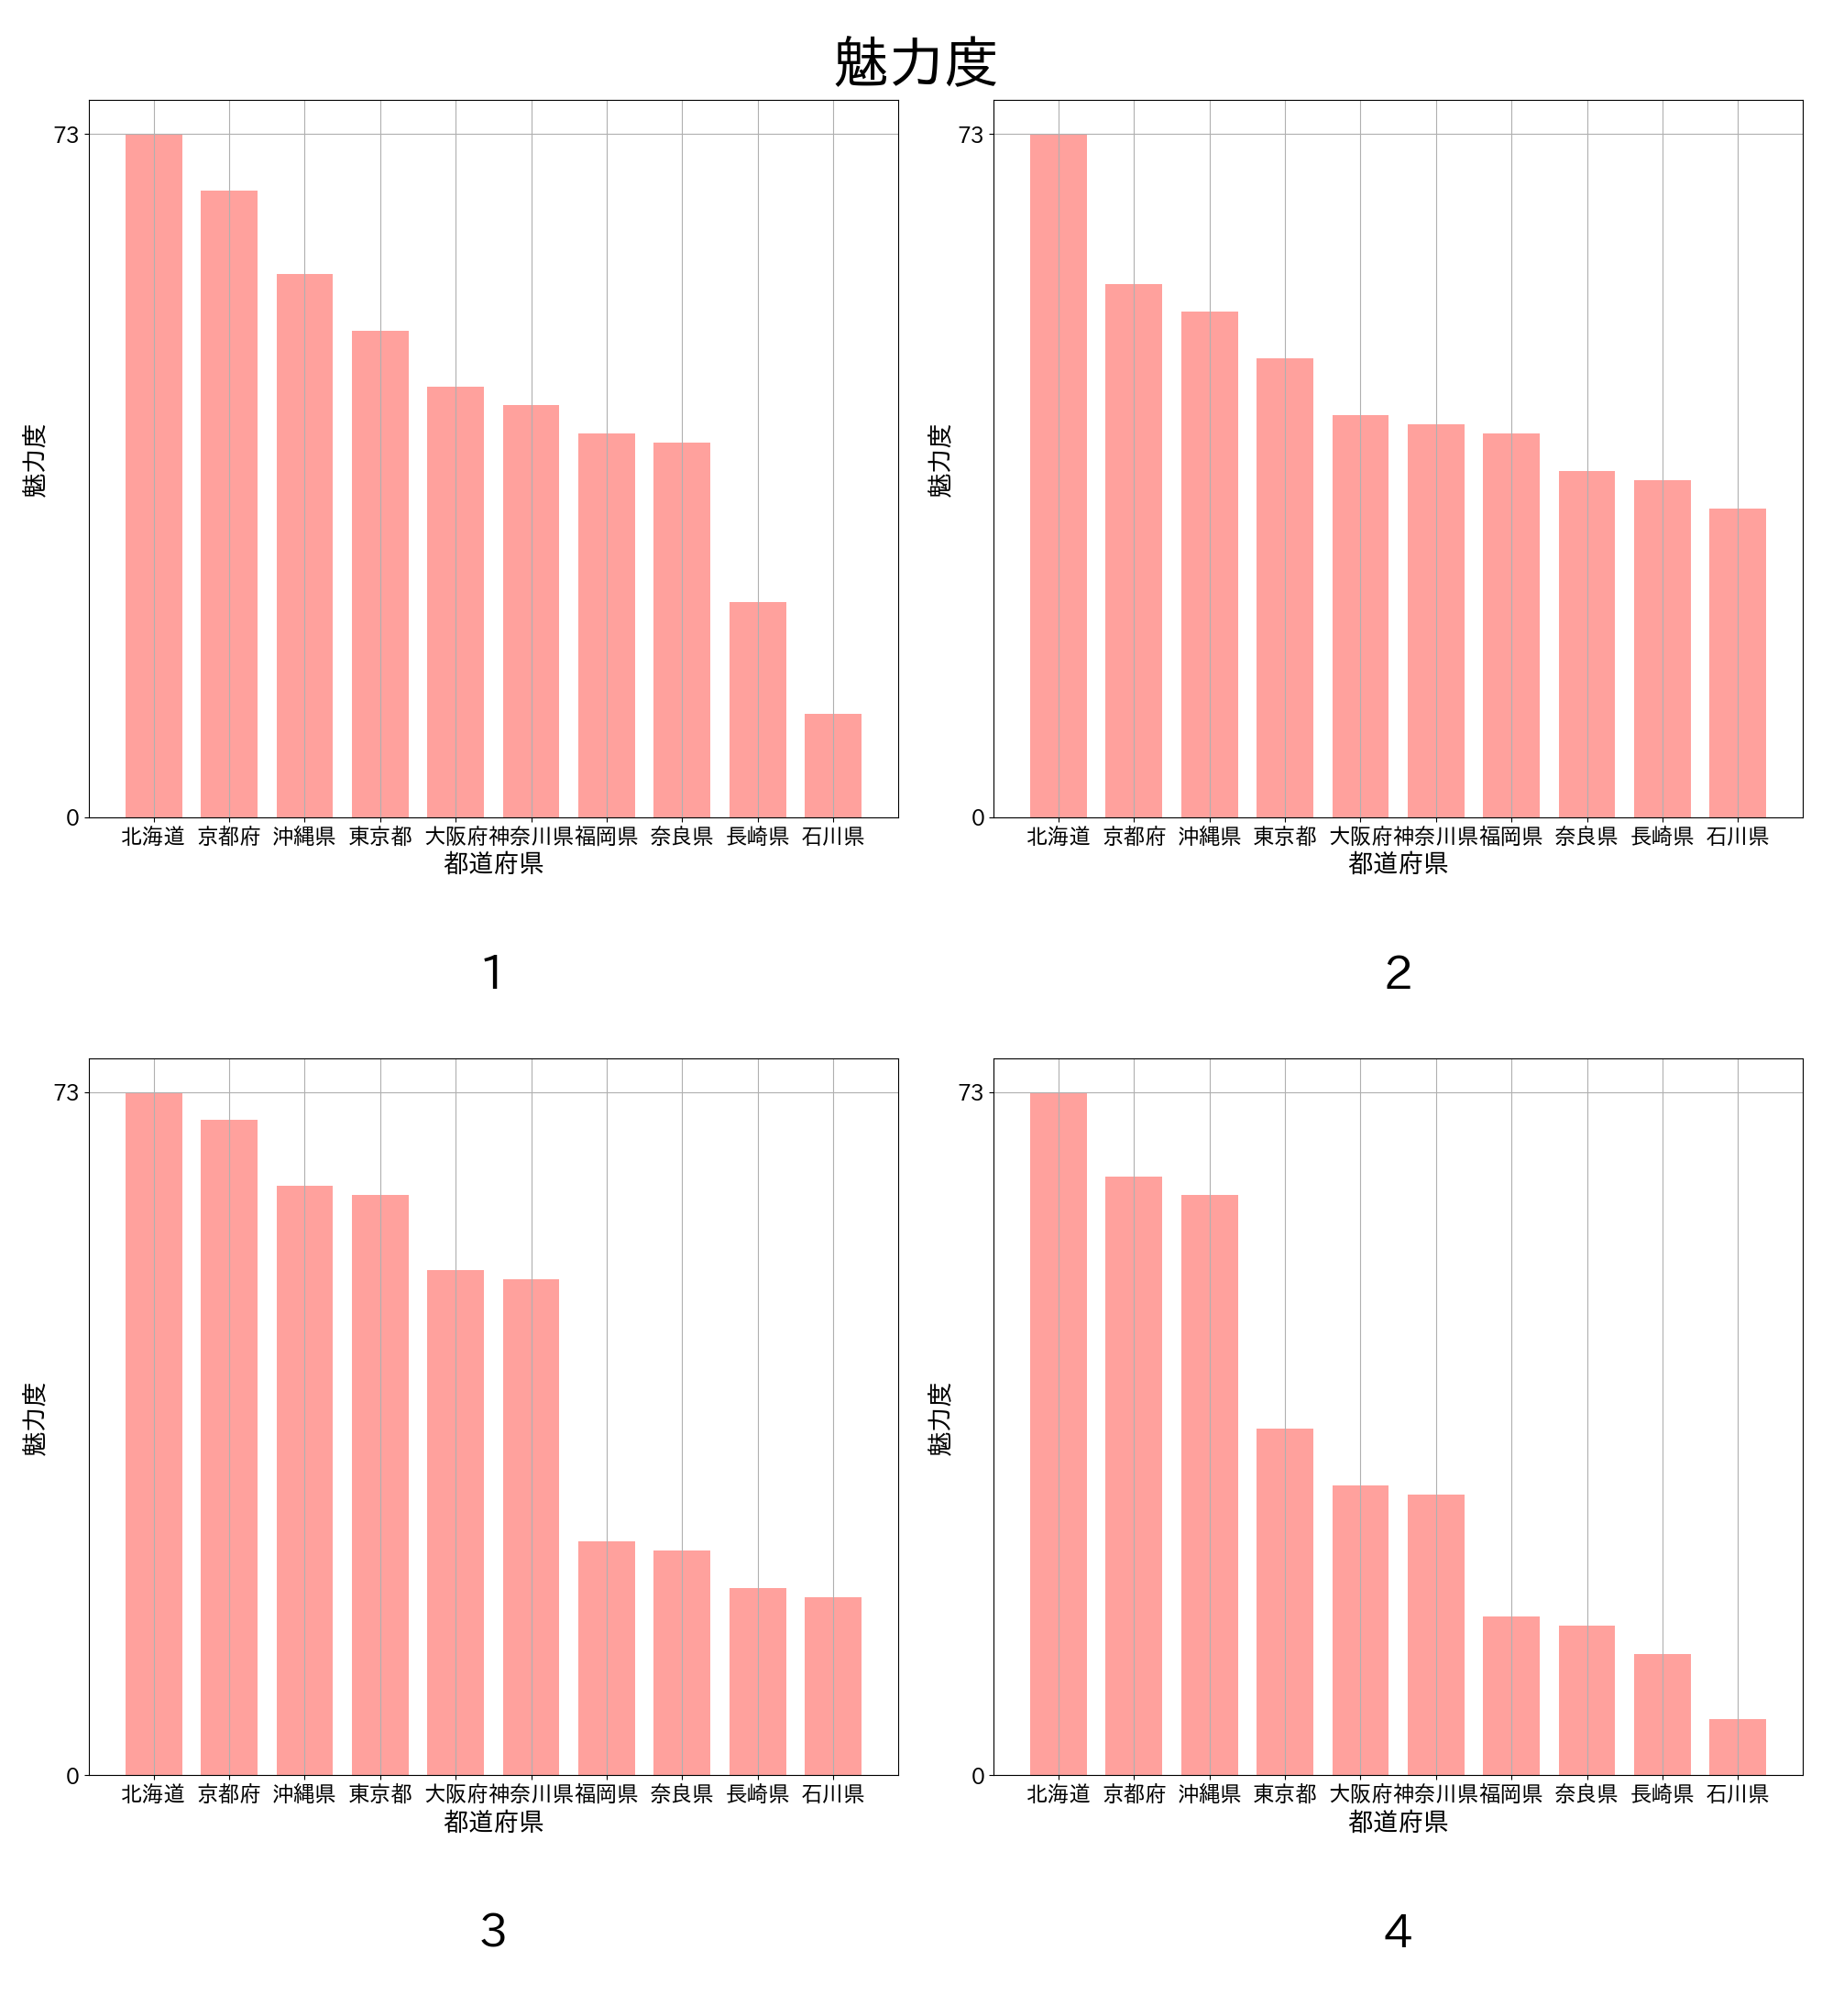 魅力度
73
0
魅力度
北海道 京都府 沖縄県 東京都 大阪府 神奈川県 福岡県 奈良県 長崎県 石川県
都道府県
1
73
0
魅力度
北海道 京都府 沖縄県 東京都 大阪府 神奈川県 福岡県 奈良県 長崎県 石川県
都道府県
2
73
0
魅力度
北海道 京都府 沖縄県 東京都 大阪府 神奈川県 福岡県 奈良県 長崎県 石川県
都道府県
3
73
0
魅力度
北海道 京都府 沖縄県 東京都 大阪府 神奈川県 福岡県 奈良県 長崎県 石川県
都道府県
4